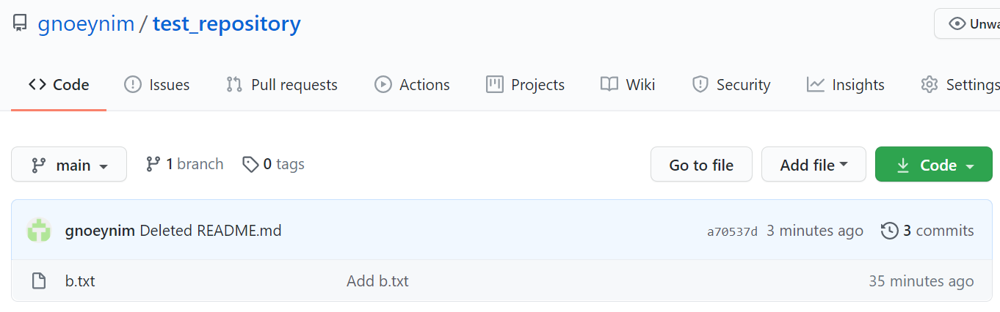 gnoeynim / test_repository Unwa
Code Issues Pull requests Actions Projects Wiki Security Insights Settings
main 1 branch 0 tags Go to file Add file Code
gnoeynim Deleted README.md a70537d 3 minutes ago 3 commits
b.txt Add b.txt 35 minutes ago